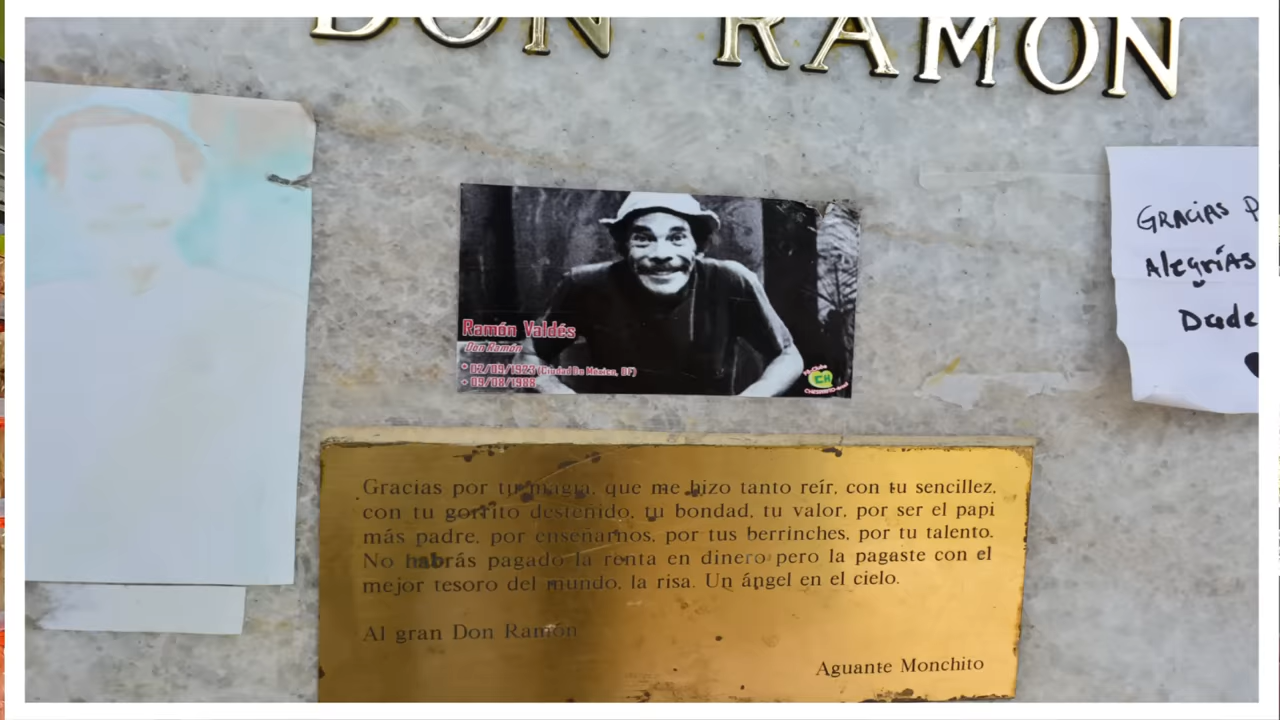 DON RAMÓN
GRACIAS P
Alegrías
Dade
Ramón Valdés
Don Ramón
* 02/09/1923 (Ciudad De México, DF)
* 09/08/1988
CH
Gracias por tu magia, que me hizo tanto reír, con tu sencillez,
con tu gorrito desteñido, tu bondad, tu valor, por ser el papi
más padre, por enseñarnos, por tus berrinches, por tu talento.
No habrás pagado la renta en dinero pero la pagaste con el
mejor tesoro del mundo, la risa. Un ángel en el cielo.
Al gran Don Ramón
Aguante Monchito